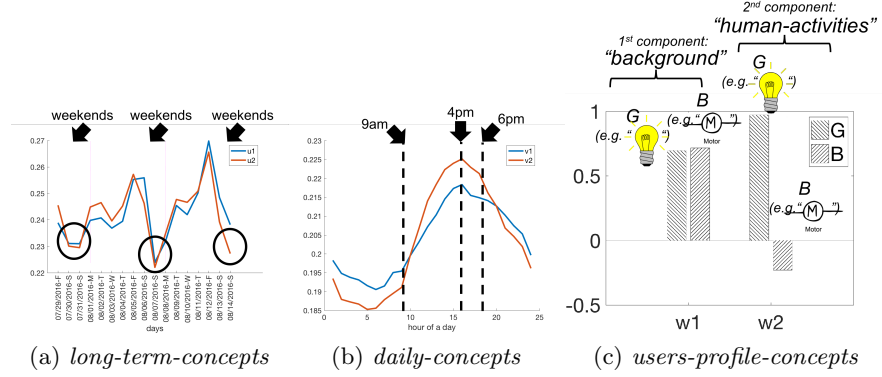 weekends weekends weekends
0.27
0.26
0.25
0.24
0.23
0.22
u1
u2
07/29/2016-F
07/30/2016-S
07/31/2016-S
08/01/2016-M
08/02/2016-T
08/03/2016-W
08/04/2016-T
08/05/2016-F
08/06/2016-S
08/07/2016-S
08/08/2016-M
08/09/2016-T
08/10/2016-W
08/11/2016-T
08/12/2016-F
08/13/2016-S
08/14/2016-S
days
(a) long-term-concepts
9am
4pm
6pm
0.23
0.225
0.22
0.215
0.21
0.205
0.2
0.195
0.19
0.185
v1
v2
0 5 10 15 20 25
hour of a day
(b) daily-concepts
1st component:
"background"
2nd component:
"human-activities"
G
(e.g. " ")
B
(e.g. " M ")
Motor
G
(e.g. " ")
B
(e.g. " M ")
Motor
G
B
1
0.5
0
-0.5
w1 w2
(c) users-profile-concepts